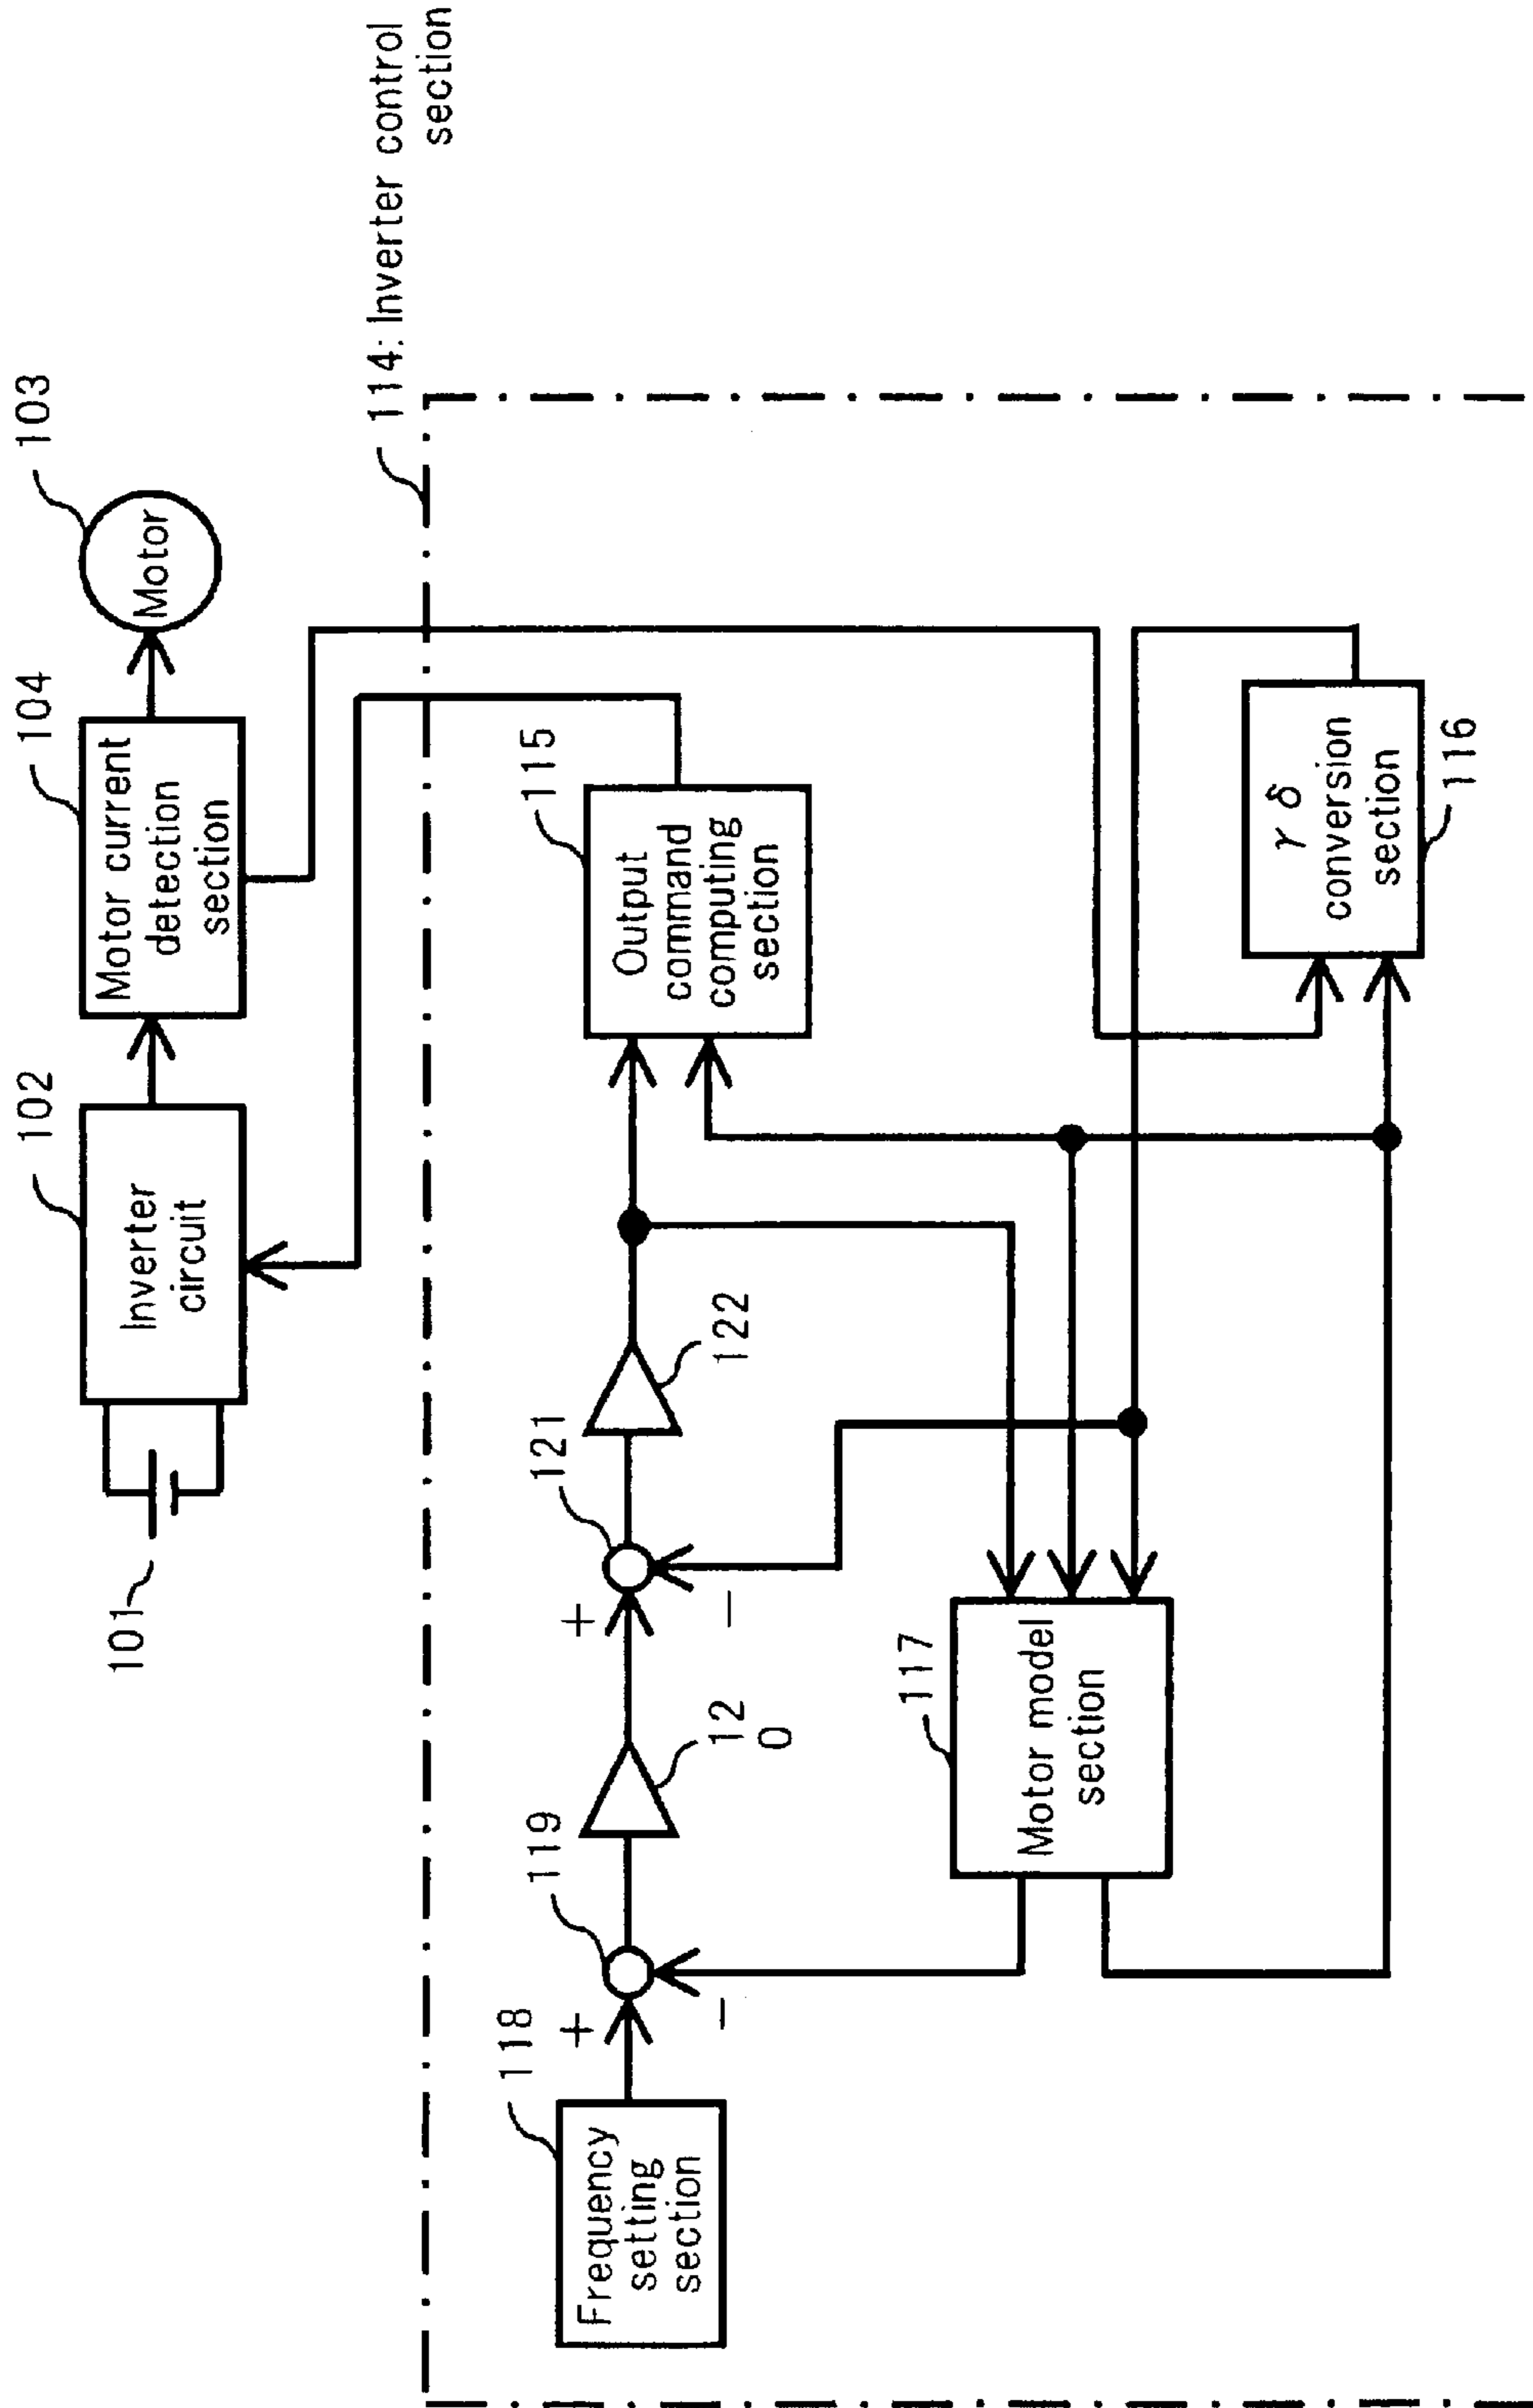 101
102
Inverter
circuit
104
Motor current
detection
section
103
Motor
114: Inverter control
section
118
Frequency
setting
section
+
−
119
12
0
+
−
121
122
115
Output
command
computing
section
117
Motor model
section
γ δ
conversion
section
116